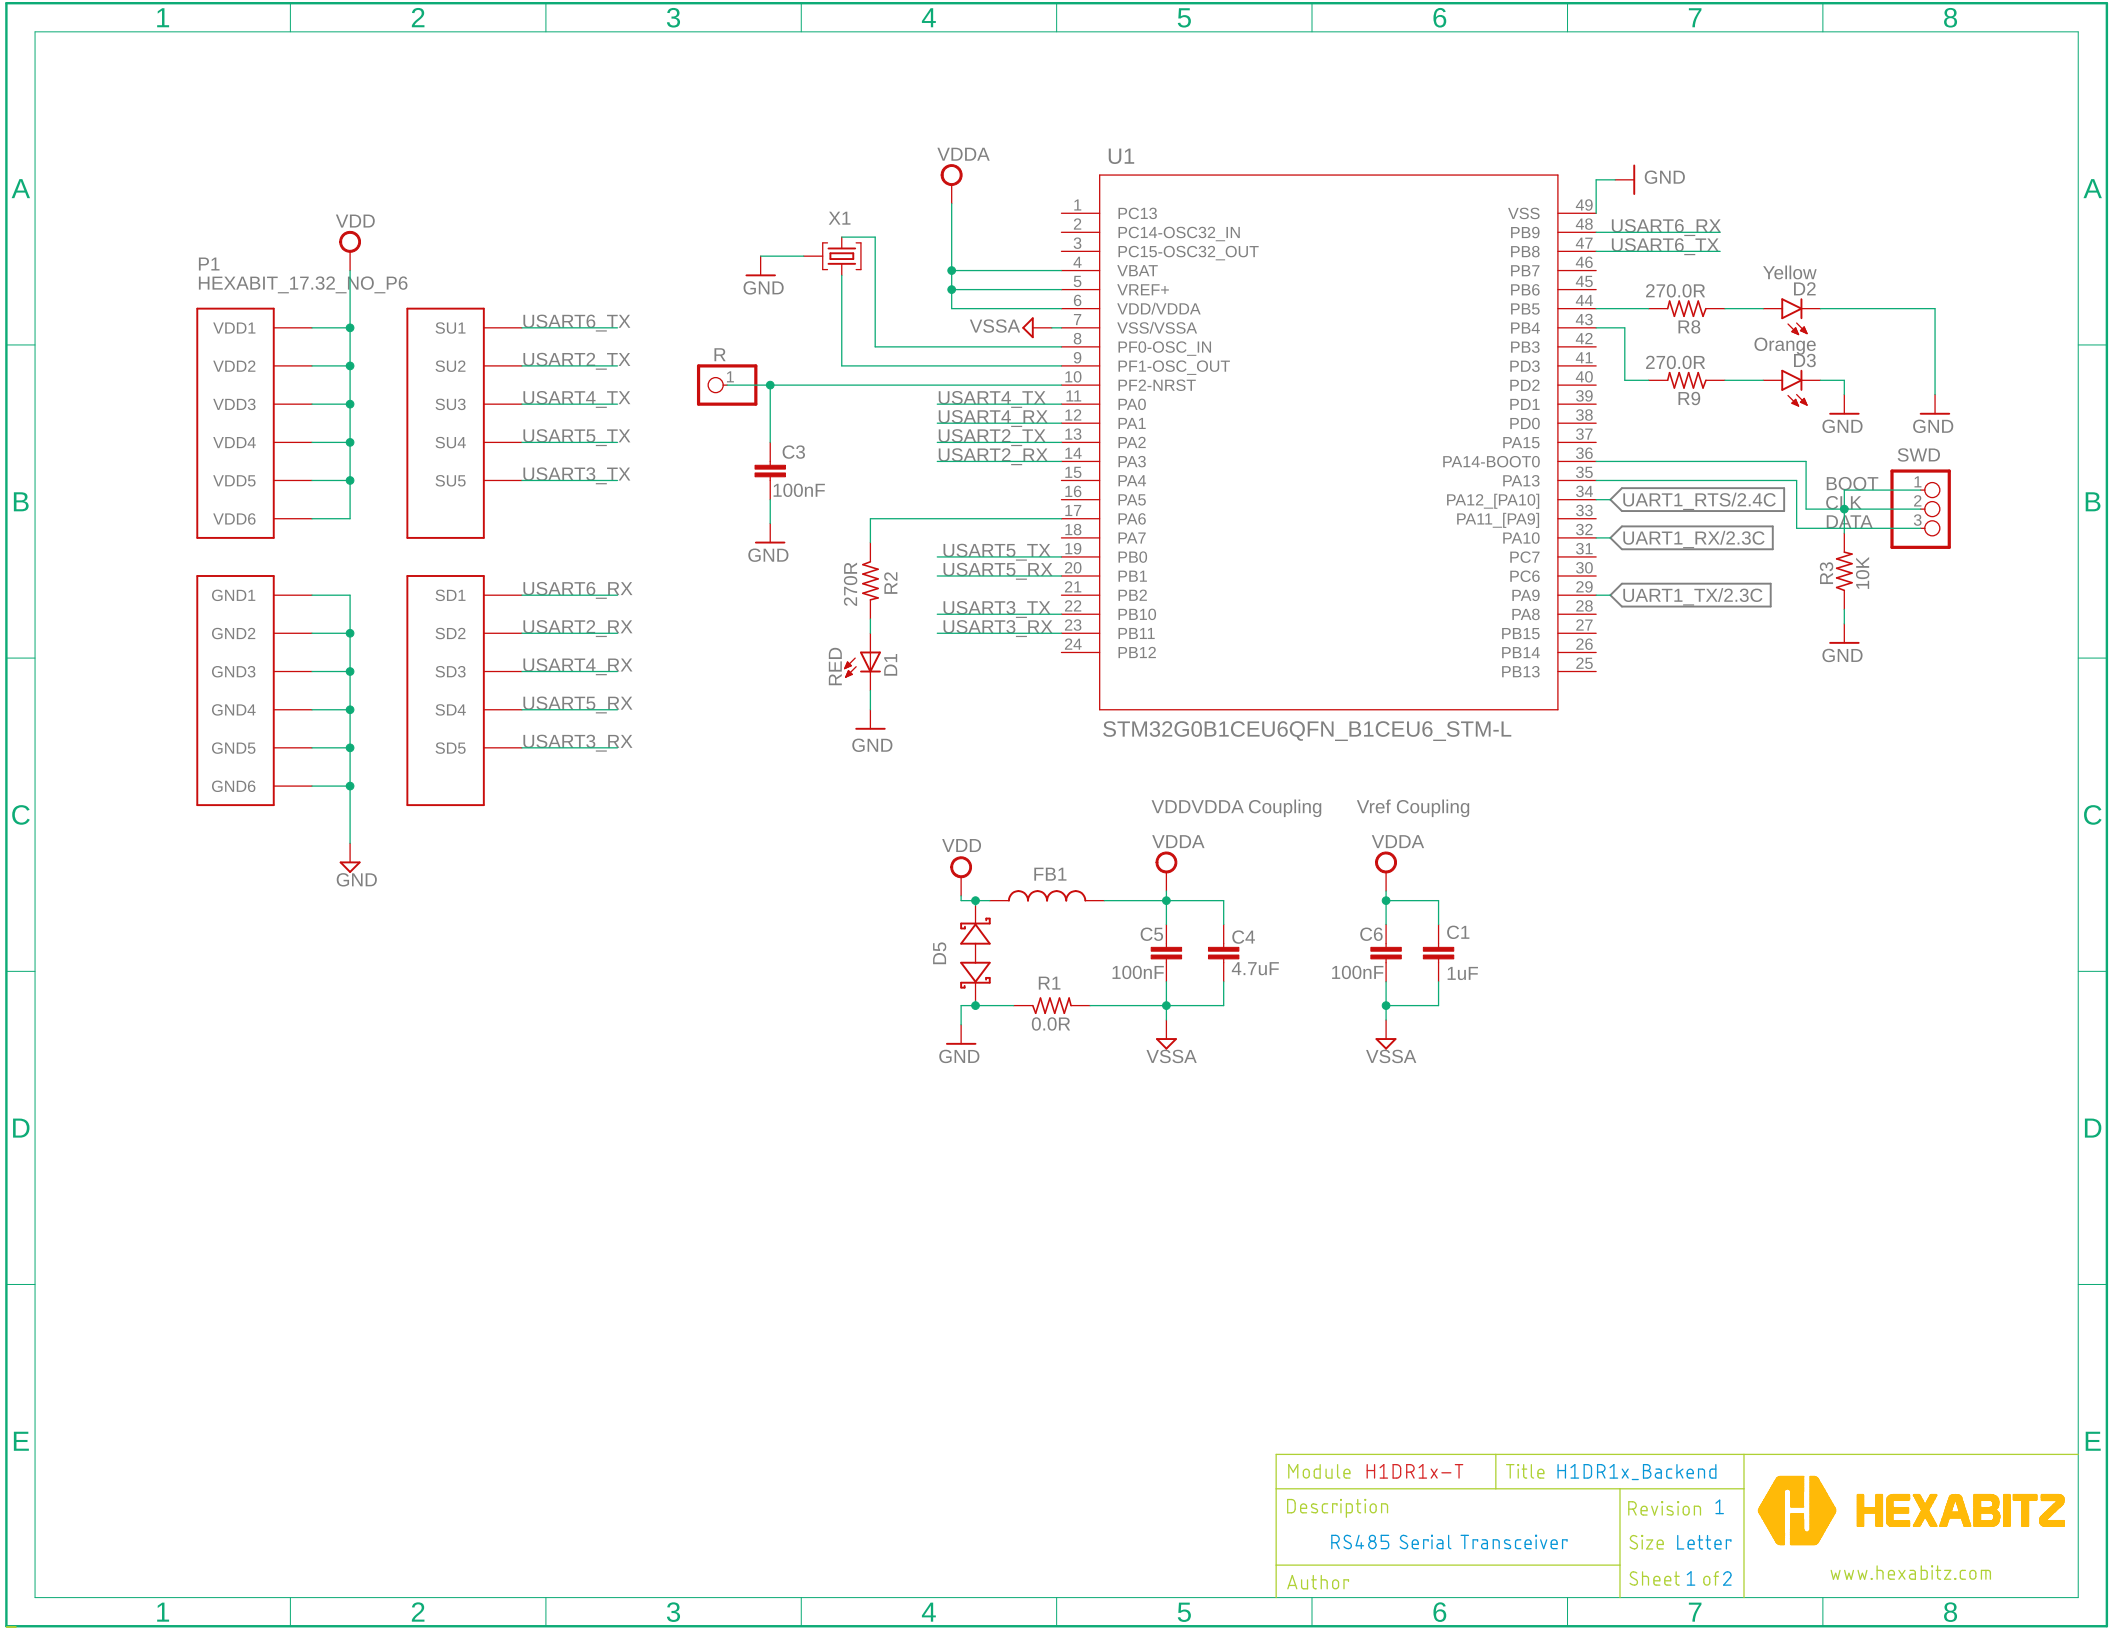 1 2 3 4 5 6 7 8
A
B
C
D
E
A
B
C
D
E
VDD
P1
HEXABIT_17.32_NO_P6
VDD1
VDD2
VDD3
VDD4
VDD5
VDD6
SU1 USART6_TX
SU2 USART2_TX
SU3 USART4_TX
SU4 USART5_TX
SU5 USART3_TX
GND1
GND2
GND3
GND4
GND5
GND6
SD1 USART6_RX
SD2 USART2_RX
SD3 USART4_RX
SD4 USART5_RX
SD5 USART3_RX
GND
VDDA
X1
GND
VSSA
R
1
C3
100nF
GND
270R
R2
RED
D1
GND
U1
1 PC13
2 PC14-OSC32_IN
3 PC15-OSC32_OUT
4 VBAT
5 VREF+
6 VDD/VDDA
7 VSS/VSSA
8 PF0-OSC_IN
9 PF1-OSC_OUT
10 PF2-NRST
USART4_TX 11 PA0
USART4_RX 12 PA1
USART2_TX 13 PA2
USART2_RX 14 PA3
15 PA4
16 PA5
17 PA6
18 PA7
USART5_TX 19 PB0
USART5_RX 20 PB1
21 PB2
USART3_TX 22 PB10
USART3_RX 23 PB11
24 PB12
VSS 49
PB9 48 USART6_RX
PB8 47 USART6_TX
PB7 46
PB6 45
PB5 44
PB4 43
PB3 42
PD3 41
PD2 40
PD1 39
PD0 38
PA15 37
PA14-BOOT0 36
PA13 35
PA12_[PA10] 34 UART1_RTS/2.4C
PA11_[PA9] 33
PA10 32 UART1_RX/2.3C
PC7 31
PC6 30
PA9 29 UART1_TX/2.3C
PA8 28
PB15 27
PB14 26
PB13 25
STM32G0B1CEU6QFN_B1CEU6_STM-L
GND
270.0R
R8
Yellow
D2
270.0R
R9
Orange
D3
GND
GND
SWD
BOOT 1
CLK 2
DATA 3
R3
10K
GND
VDDVDDA Coupling
Vref Coupling
VDD
FB1
VDDA
D5
C5
100nF
C4
4.7uF
R1
0.0R
GND
VSSA
VDDA
C6
100nF
C1
1uF
VSSA
Module H1DR1x-T
Title H1DR1x_Backend
Description
RS485 Serial Transceiver
Author
Revision 1
Size Letter
Sheet 1 of 2
HEXABITZ
www.hexabitz.com
1 2 3 4 5 6 7 8